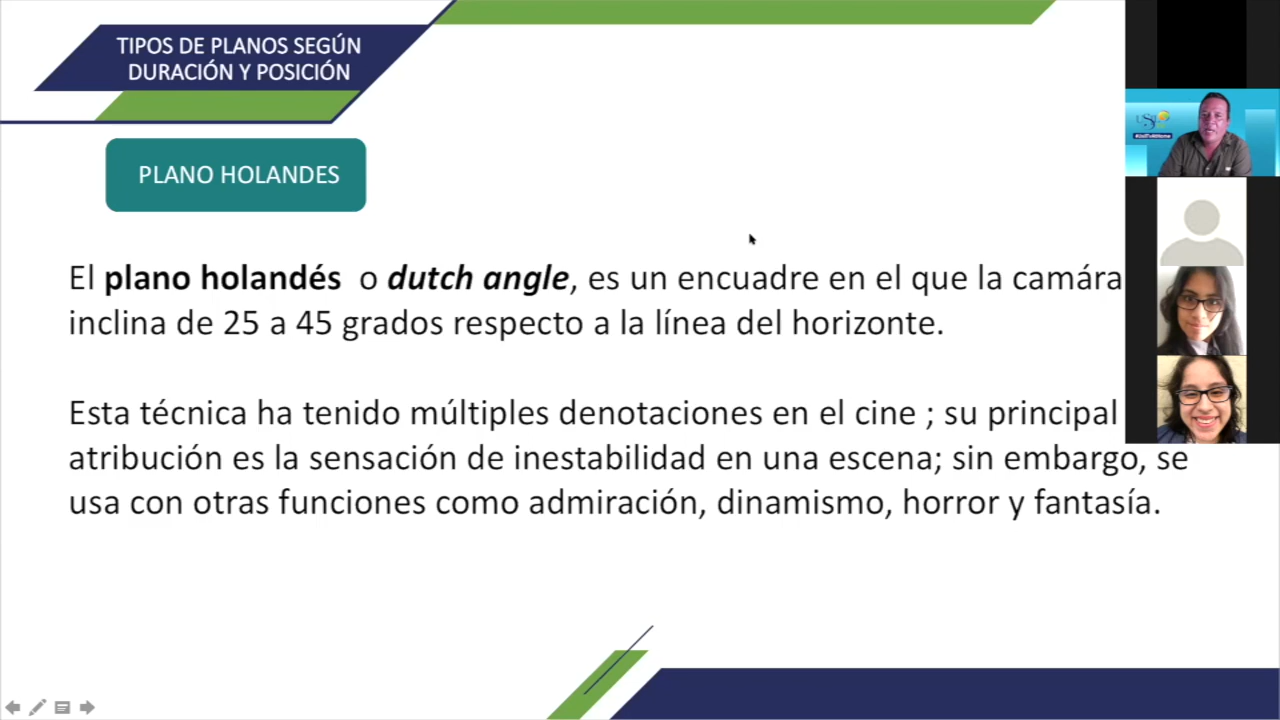 TIPOS DE PLANOS SEGÚN
DURACIÓN Y POSICIÓN
PLANO HOLANDES
El plano holandés o dutch angle, es un encuadre en el que la camára
inclina de 25 a 45 grados respecto a la línea del horizonte.
Esta técnica ha tenido múltiples denotaciones en el cine ; su principal
atribución es la sensación de inestabilidad en una escena; sin embargo, se
usa con otras funciones como admiración, dinamismo, horror y fantasía.